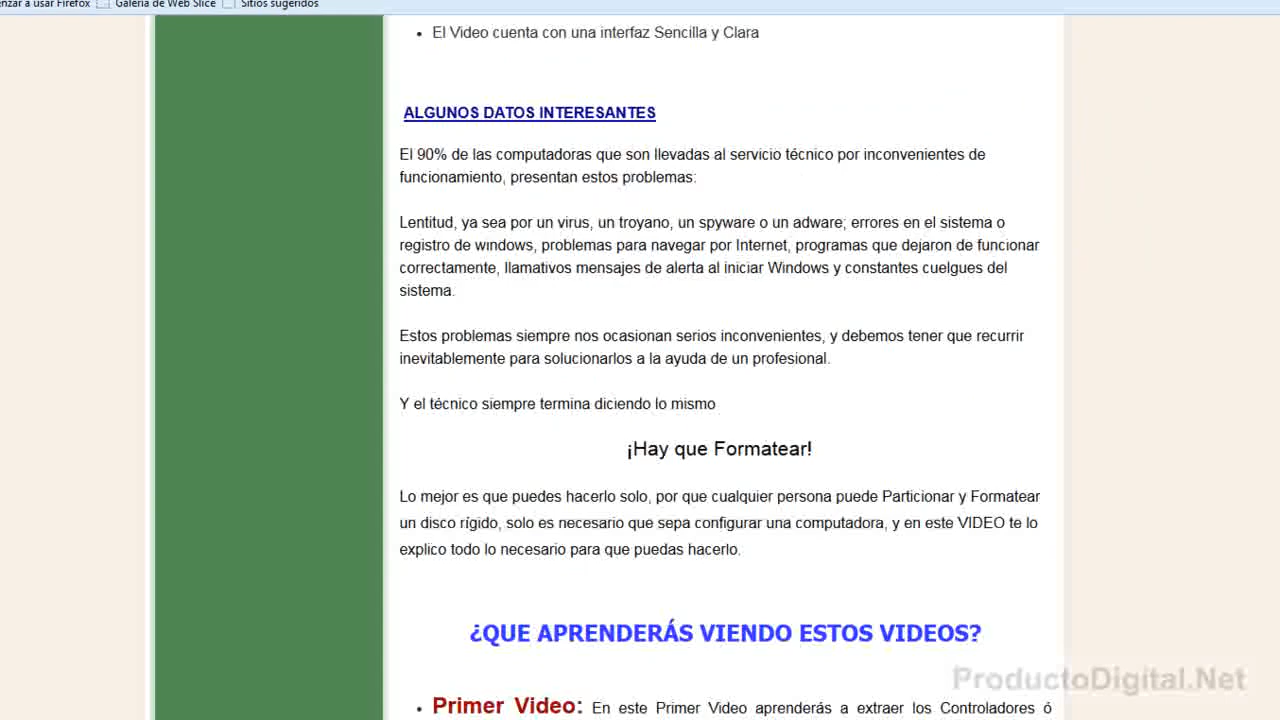 nzar a usar Firefox Galería de Web Slice Sitios sugeridos
El Video cuenta con una interfaz Sencilla y Clara
ALGUNOS DATOS INTERESANTES
El 90% de las computadoras que son llevadas al servicio técnico por inconvenientes de
funcionamiento, presentan estos problemas:
Lentitud, ya sea por un virus, un troyano, un spyware o un adware; errores en el sistema o
registro de windows, problemas para navegar por Internet, programas que dejaron de funcionar
correctamente, llamativos mensajes de alerta al iniciar Windows y constantes cuelgues del
sistema.
Estos problemas siempre nos ocasionan serios inconvenientes, y debemos tener que recurrir
inevitablemente para solucionarlos a la ayuda de un profesional.
Y el técnico siempre termina diciendo lo mismo
¡Hay que Formatear!
Lo mejor es que puedes hacerlo solo, por que cualquier persona puede Particionar y Formatear
un disco rígido, solo es necesario que sepa configurar una computadora, y en este VIDEO te lo
explico todo lo necesario para que puedas hacerlo.
¿QUE APRENDERÁS VIENDO ESTOS VIDEOS?
ProductoDigital.Net
Primer Video: En este Primer Video aprenderás a extraer los Controladores ó